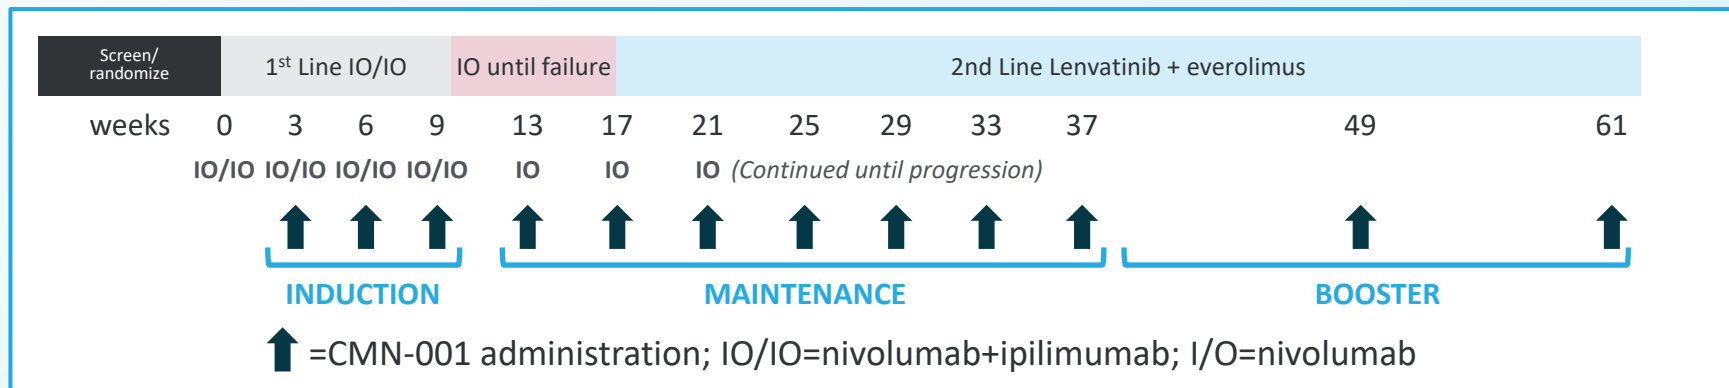 Screen/
randomize
1st Line IO/IO
IO until failure
2nd Line Lenvatinib + everolimus
weeks 0 3 6 9 13 17 21 25 29 33 37 49 61
IO/IO IO/IO IO/IO IO/IO IO IO IO (Continued until progression)
INDUCTION MAINTENANCE BOOSTER
=CMN-001 administration; IO/IO=nivolumab+ipilimumab; I/O=nivolumab